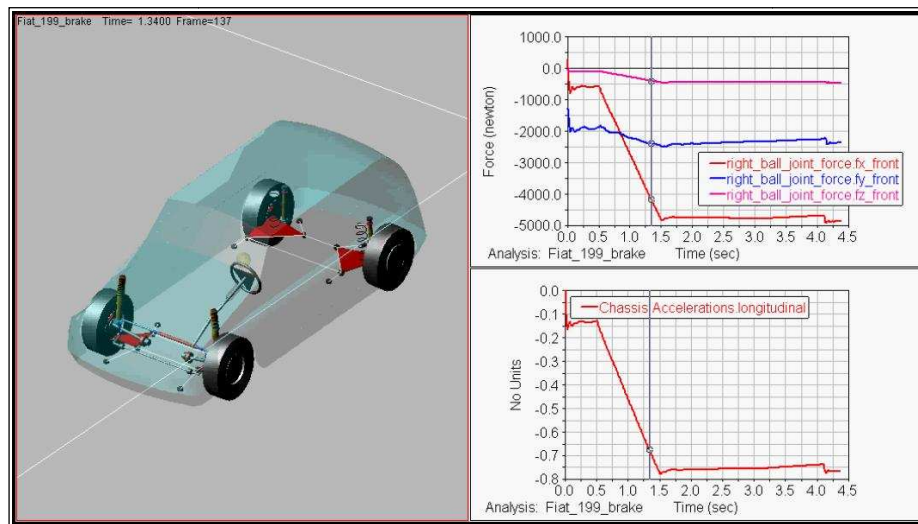 Fiat_199_brake Time= 1.3400 Frame=137
1000.0
0.0
-1000.0
-2000.0
-3000.0
-4000.0
-5000.0
Force (newton)
right_ball_joint_force.fx_front
right_ball_joint_force.fy_front
right_ball_joint_force.fz_front
0.0 0.5 1.0 1.5 2.0 2.5 3.0 3.5 4.0 4.5
Analysis: Fiat_199_brake Time (sec)
0.0
-0.1
-0.2
-0.3
-0.4
-0.5
-0.6
-0.7
-0.8
No Units
Chassis Accelerations.longitudinal
0.0 0.5 1.0 1.5 2.0 2.5 3.0 3.5 4.0 4.5
Analysis: Fiat_199_brake Time (sec)